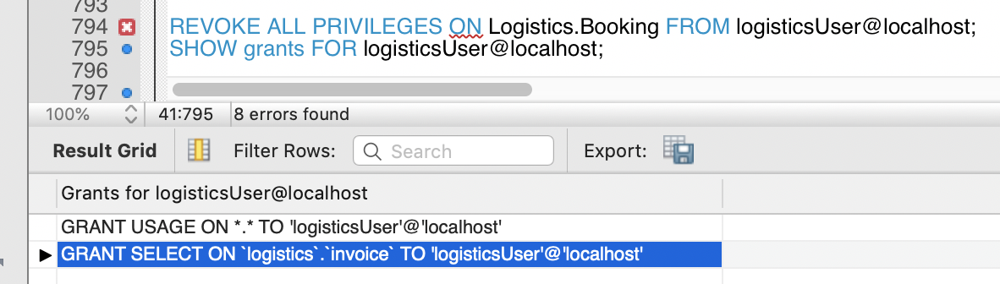 793
794 REVOKE ALL PRIVILEGES ON Logistics.Booking FROM logisticsUser@localhost;
795 SHOW grants FOR logisticsUser@localhost;
796
797
100% 41:795 8 errors found
Result Grid Filter Rows: Search Export:
Grants for logisticsUser@localhost
GRANT USAGE ON *.* TO 'logisticsUser'@'localhost'
GRANT SELECT ON `logistics`.`invoice` TO 'logisticsUser'@'localhost'